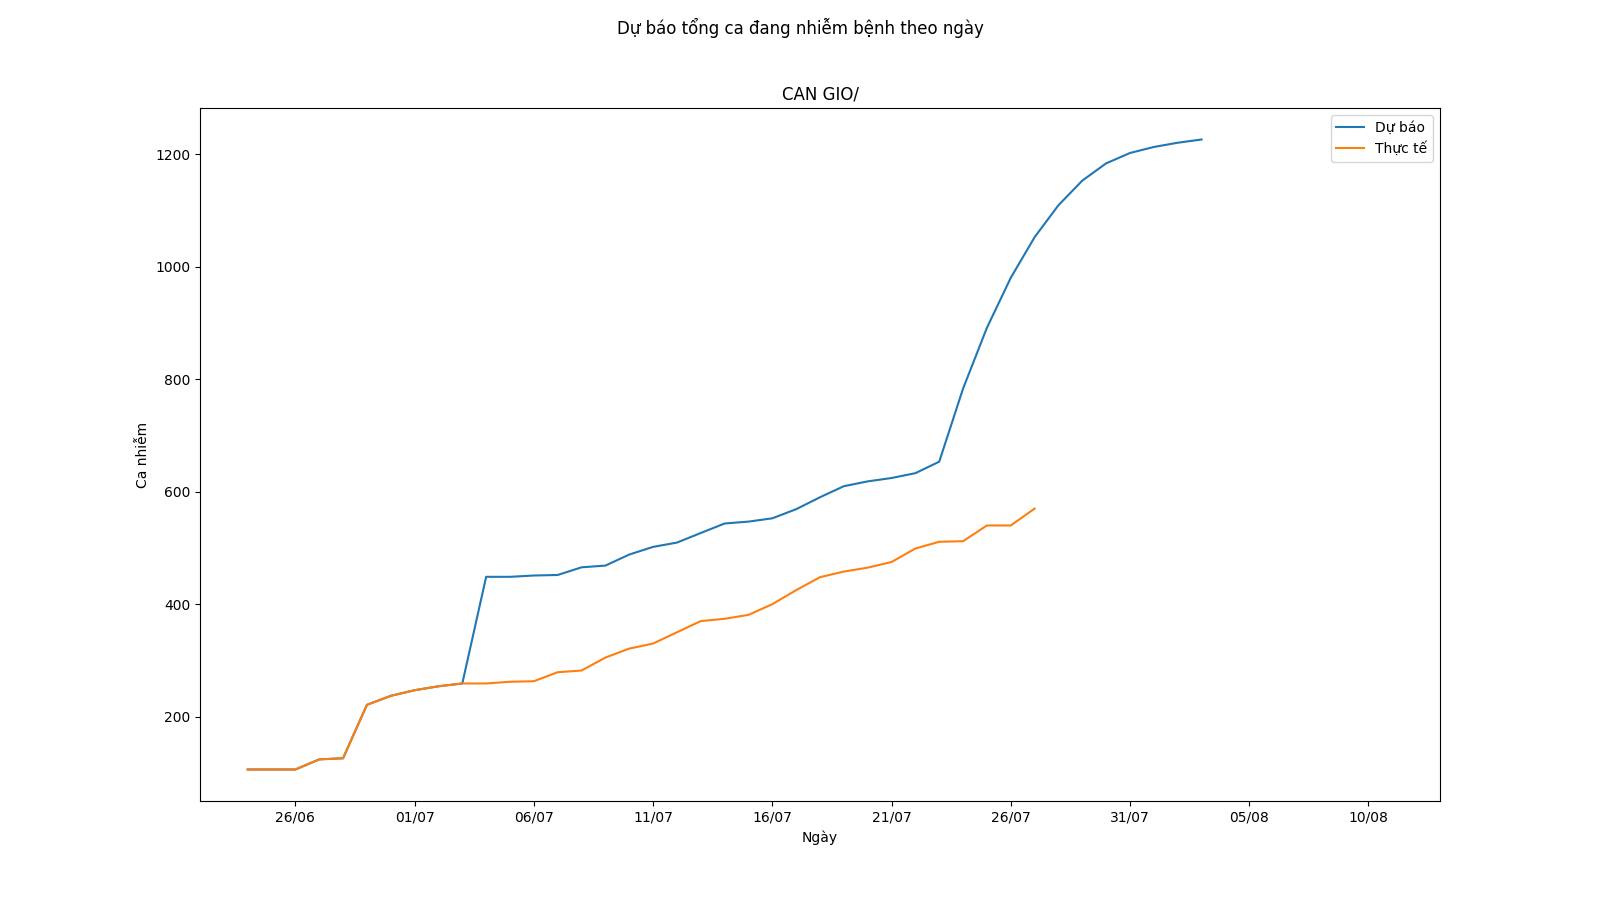 Dự báo tổng ca đang nhiễm bệnh theo ngày
CAN GIO/
Dự báo
Thực tế
1200
1000
800
600
400
200
Ca nhiễm
26/06 01/07 06/07 11/07 16/07 21/07 26/07 31/07 05/08 10/08
Ngày